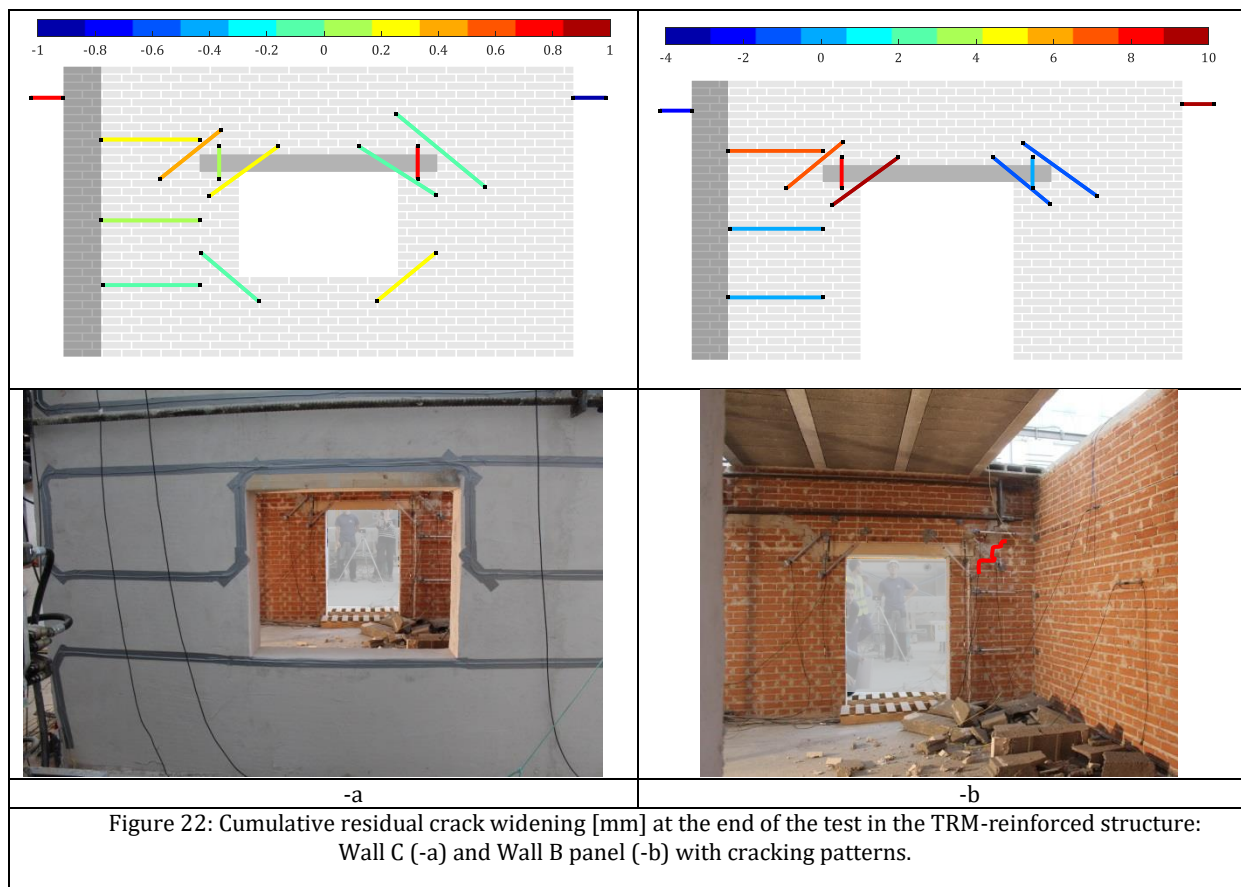 -1 -0.8 -0.6 -0.4 -0.2 0 0.2 0.4 0.6 0.8 1
-4 -2 0 2 4 6 8 10
-a
-b
Figure 22: Cumulative residual crack widening [mm] at the end of the test in the TRM-reinforced structure:
Wall C (-a) and Wall B panel (-b) with cracking patterns.